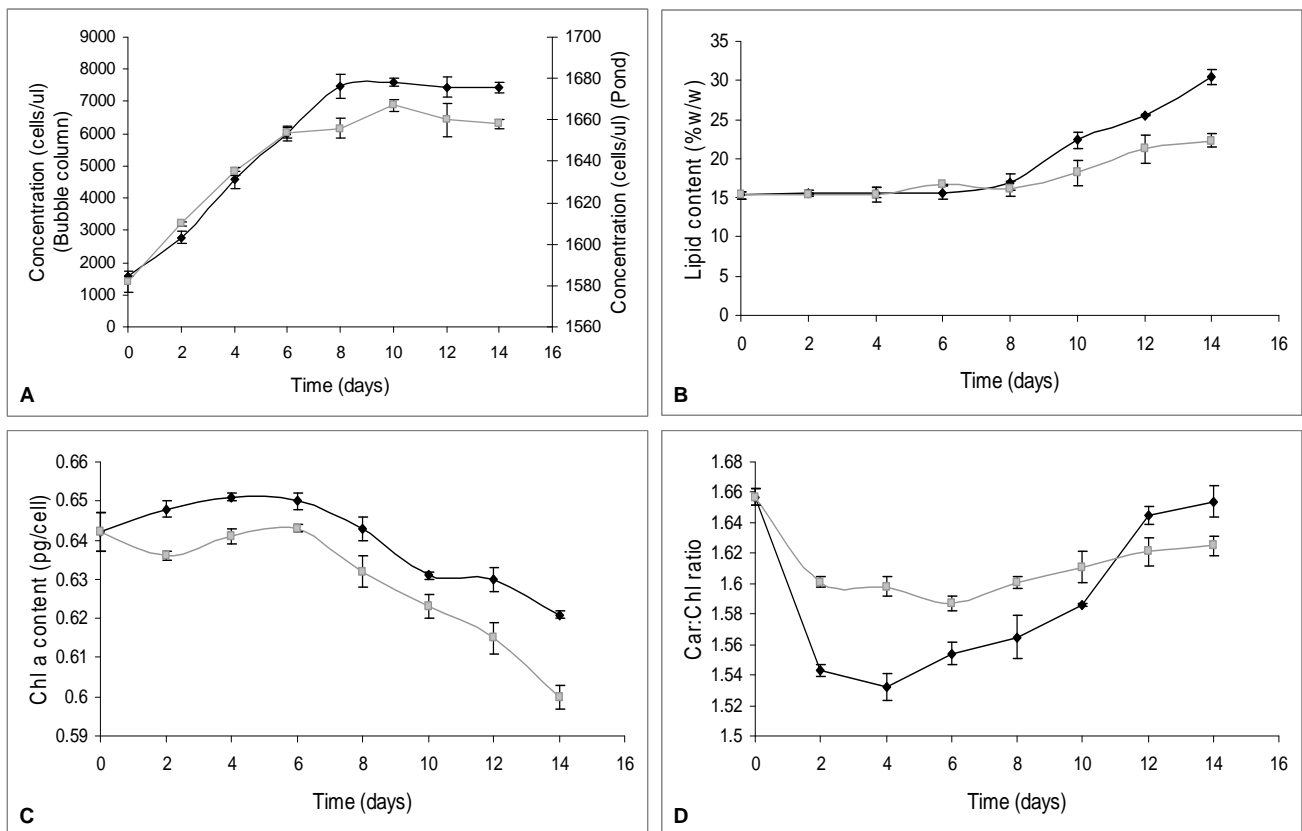 Concentration (cells/ul)
(Bubble column)
9000
8000
7000
6000
5000
4000
3000
2000
1000
0
1700
1680
1660
1640
1620
1600
1580
1560
Concentration (cells/ul) (Pond)
0 2 4 6 8 10 12 14 16
Time (days)
A
Lipid content (%w/w)
35
30
25
20
15
10
5
0
0 2 4 6 8 10 12 14 16
Time (days)
B
Chl a content (pg/cell)
0.66
0.65
0.64
0.63
0.62
0.61
0.6
0.59
0 2 4 6 8 10 12 14 16
Time (days)
C
Car:Chl ratio
1.68
1.66
1.64
1.62
1.6
1.58
1.56
1.54
1.52
1.5
0 2 4 6 8 10 12 14 16
Time (days)
D